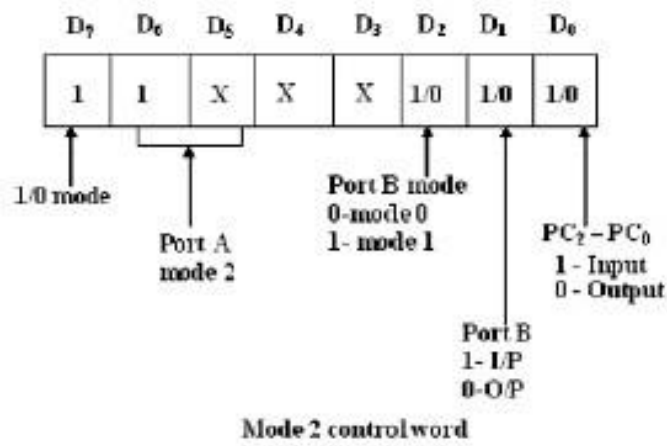 D₇ D₆ D₅ D₄ D₃ D₂ D₁ D₀
1 1 X X X 1/0 1/0 1/0
1/0 mode
Port A
mode 2
Port B mode
0-mode 0
1- mode 1
PC₂ – PC₀
1 - Input
0 - Output
Port B
1- I/P
0-O/P
Mode 2 control word